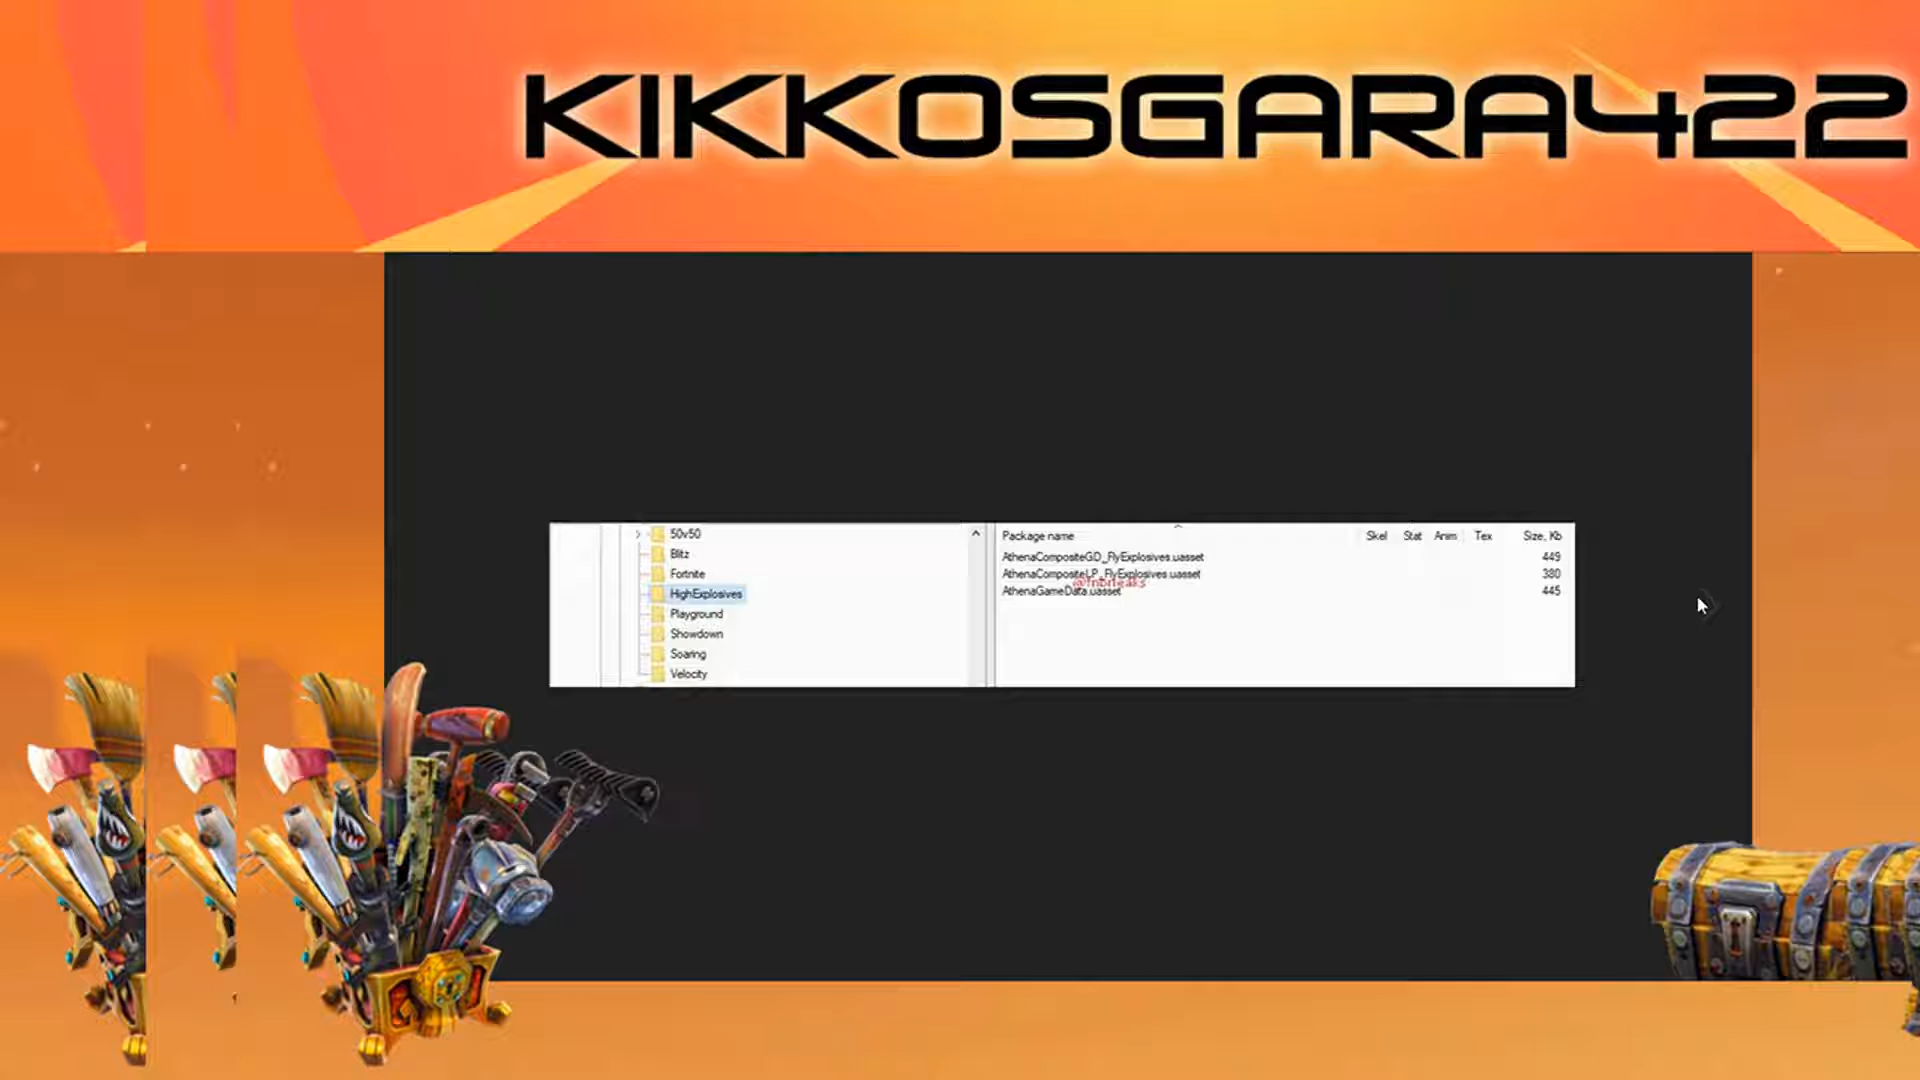 KIKKOSGARA422
50v50
Blitz
Fortnite
HighExplosives
Playground
Showdown
Soaring
Velocity
Package name Skel Stat Anim Tex Size, Kb
AthenaCompositeGD_FlyExplosives.uasset 449
AthenaCompositeLP_FlyExplosives.uasset 380
@fnbrleaks
AthenaGameData.uasset 445